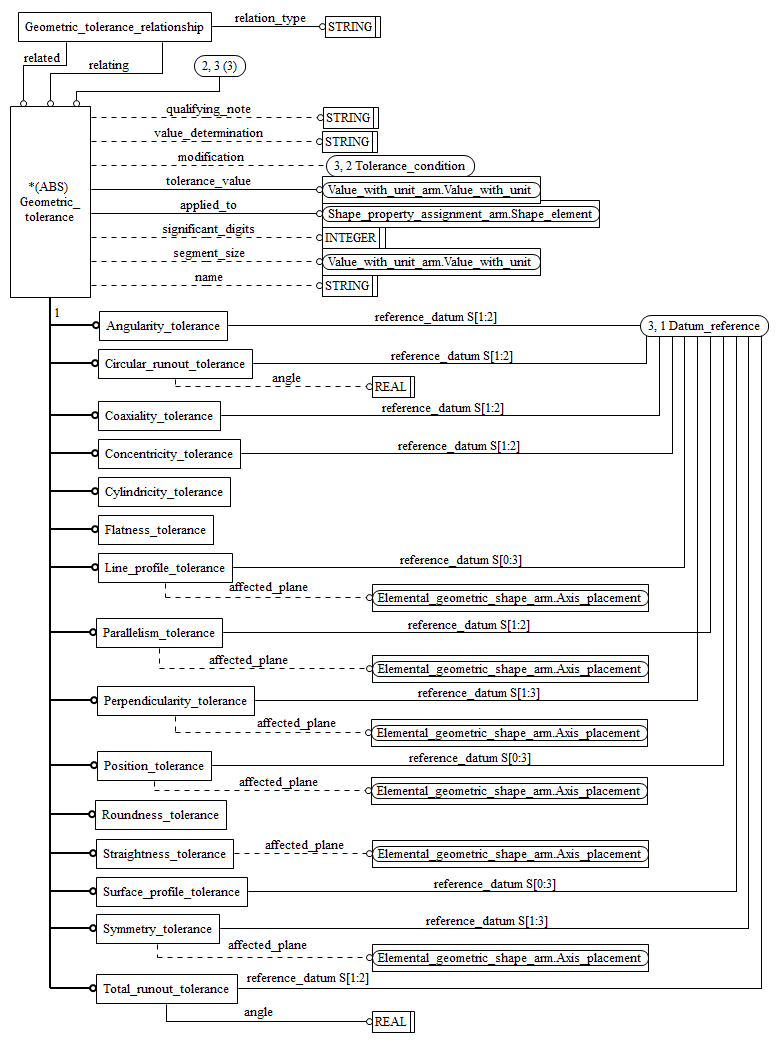 Geometric_tolerance_relationship
relation_type
STRING
related
relating
2, 3 (3)
*(ABS)
Geometric_
tolerance
qualifying_note
STRING
value_determination
STRING
modification
3, 2 Tolerance_condition
tolerance_value
Value_with_unit_arm.Value_with_unit
applied_to
Shape_property_assignment_arm.Shape_element
significant_digits
INTEGER
segment_size
Value_with_unit_arm.Value_with_unit
name
STRING
1
Angularity_tolerance
reference_datum S[1:2]
3, 1 Datum_reference
Circular_runout_tolerance
reference_datum S[1:2]
angle
REAL
Coaxiality_tolerance
reference_datum S[1:2]
Concentricity_tolerance
reference_datum S[1:2]
Cylindricity_tolerance
Flatness_tolerance
Line_profile_tolerance
reference_datum S[0:3]
affected_plane
Elemental_geometric_shape_arm.Axis_placement
Parallelism_tolerance
reference_datum S[1:2]
affected_plane
Elemental_geometric_shape_arm.Axis_placement
Perpendicularity_tolerance
reference_datum S[1:3]
affected_plane
Elemental_geometric_shape_arm.Axis_placement
Position_tolerance
reference_datum S[0:3]
affected_plane
Elemental_geometric_shape_arm.Axis_placement
Roundness_tolerance
Straightness_tolerance
affected_plane
Elemental_geometric_shape_arm.Axis_placement
Surface_profile_tolerance
reference_datum S[0:3]
Symmetry_tolerance
reference_datum S[1:3]
affected_plane
Elemental_geometric_shape_arm.Axis_placement
Total_runout_tolerance
reference_datum S[1:2]
angle
REAL